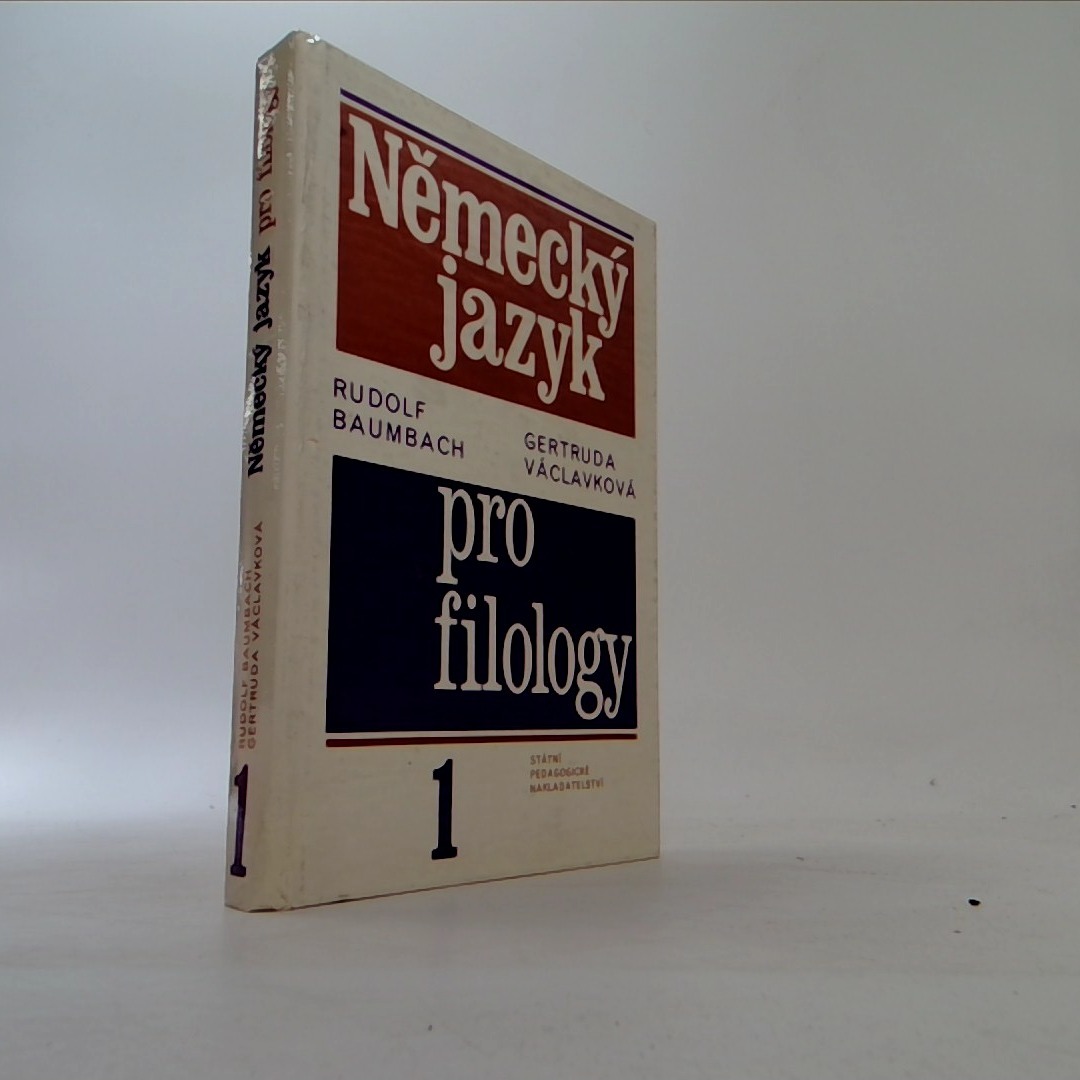 Německý
jazyk
RUDOLF
BAUMBACH
GERTRUDA
VÁCLAVKOVÁ
pro
filology
1
STÁTNÍ
PEDAGOGICKÉ
NAKLADATELSTVÍ
RUDOLF BAUMBACH
GERTRUDA VÁCLAVKOVÁ
Německý jazyk pro
1